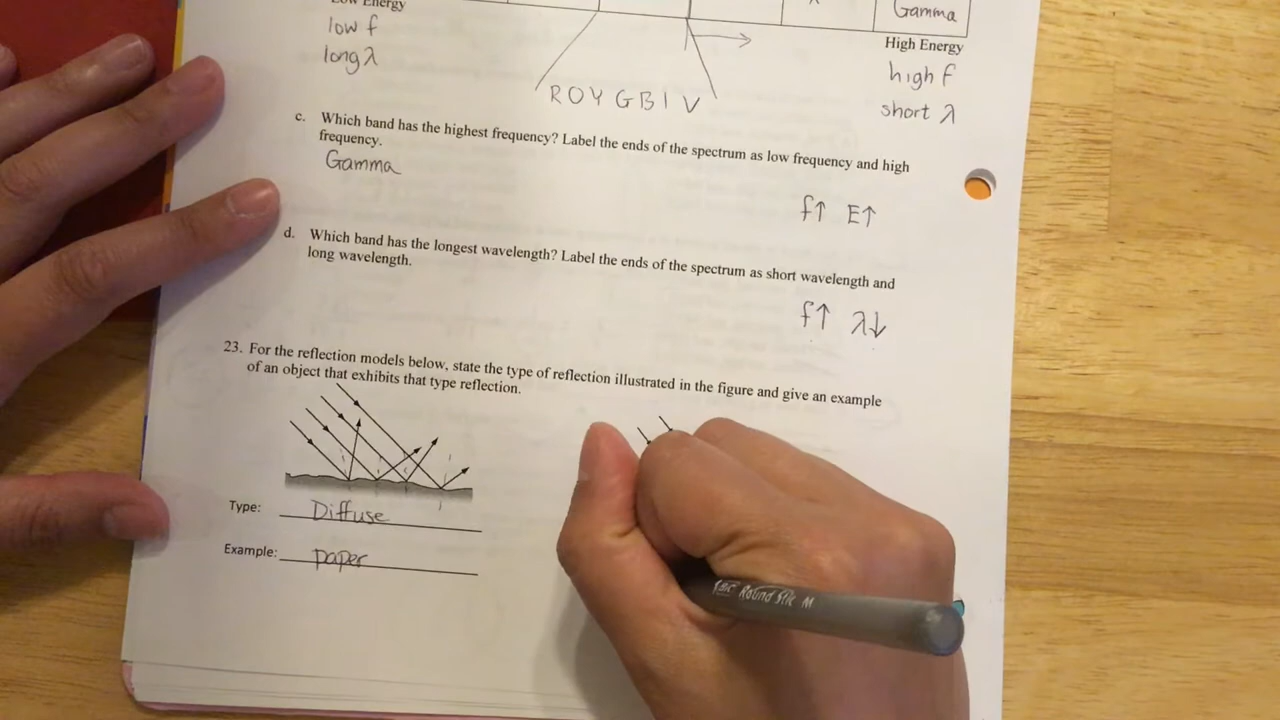 Low Energy
low f
long λ
R O Y G B I V
λ
Gamma
High Energy
high f
short λ
c. Which band has the highest frequency? Label the ends of the spectrum as low frequency and high
frequency.
Gamma
f↑ E↑
d. Which band has the longest wavelength? Label the ends of the spectrum as short wavelength and
long wavelength.
f↑ λ↓
23. For the reflection models below, state the type of reflection illustrated in the figure and give an example
of an object that exhibits that type reflection.
Type: Diffuse
Example: paper
BIC Round Stic M